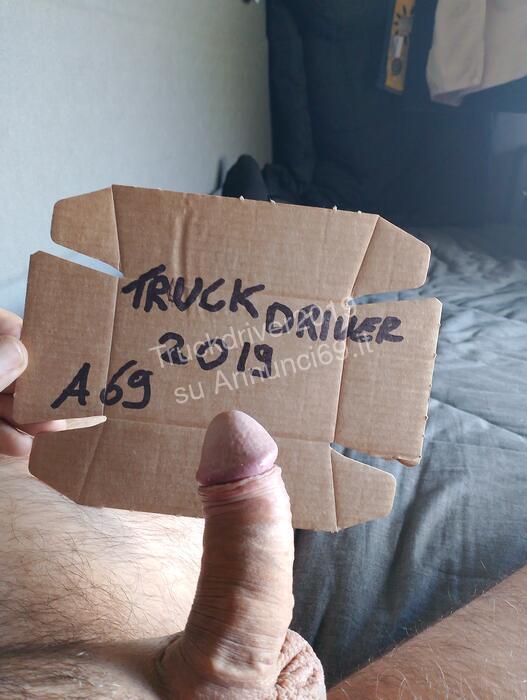 TRUCK DRIVER
2019
A69
Truckdriver2019
su Annunci69.it